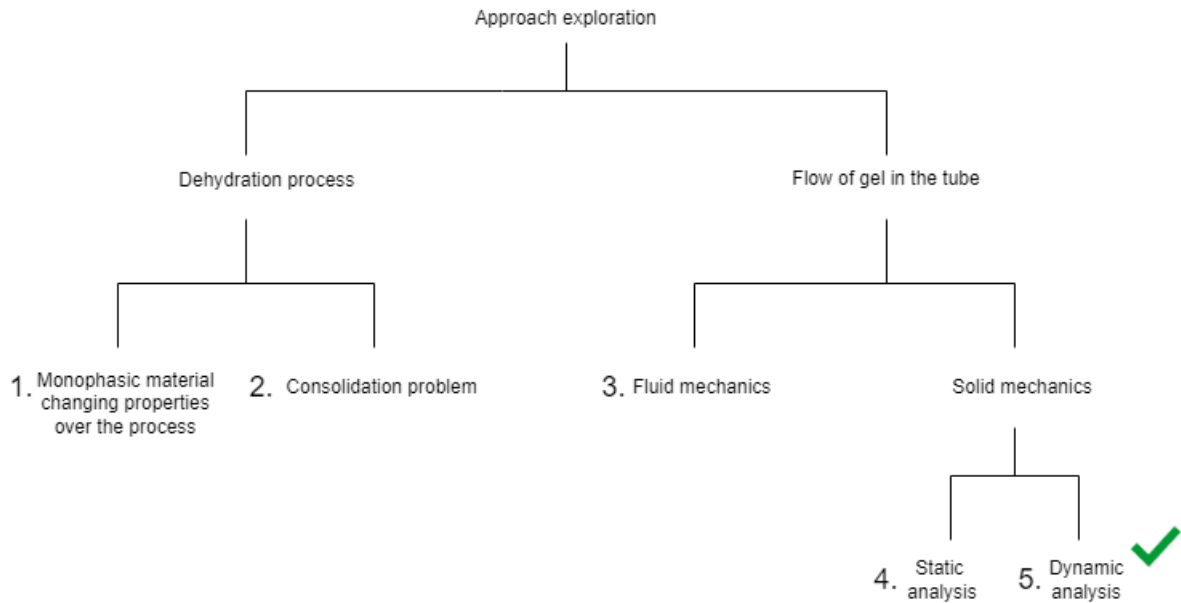 Approach exploration
Dehydration process
Flow of gel in the tube
1. Monophasic material
changing properties
over the process
2. Consolidation problem
3. Fluid mechanics
Solid mechanics
4. Static
analysis
5. Dynamic
analysis